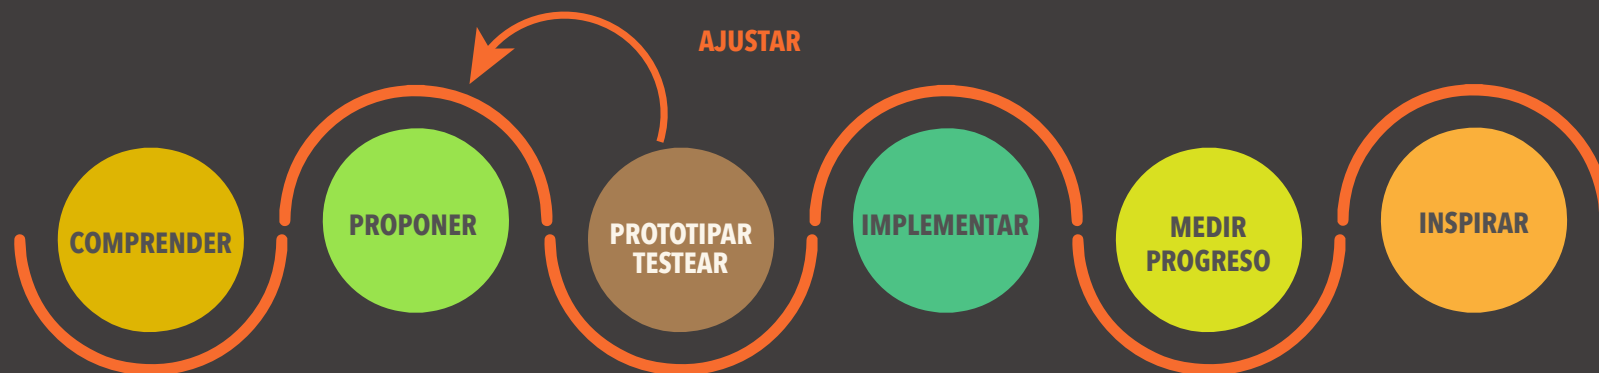 AJUSTAR
COMPRENDER
PROPONER
PROTOTIPAR
TESTEAR
IMPLEMENTAR
MEDIR
PROGRESO
INSPIRAR